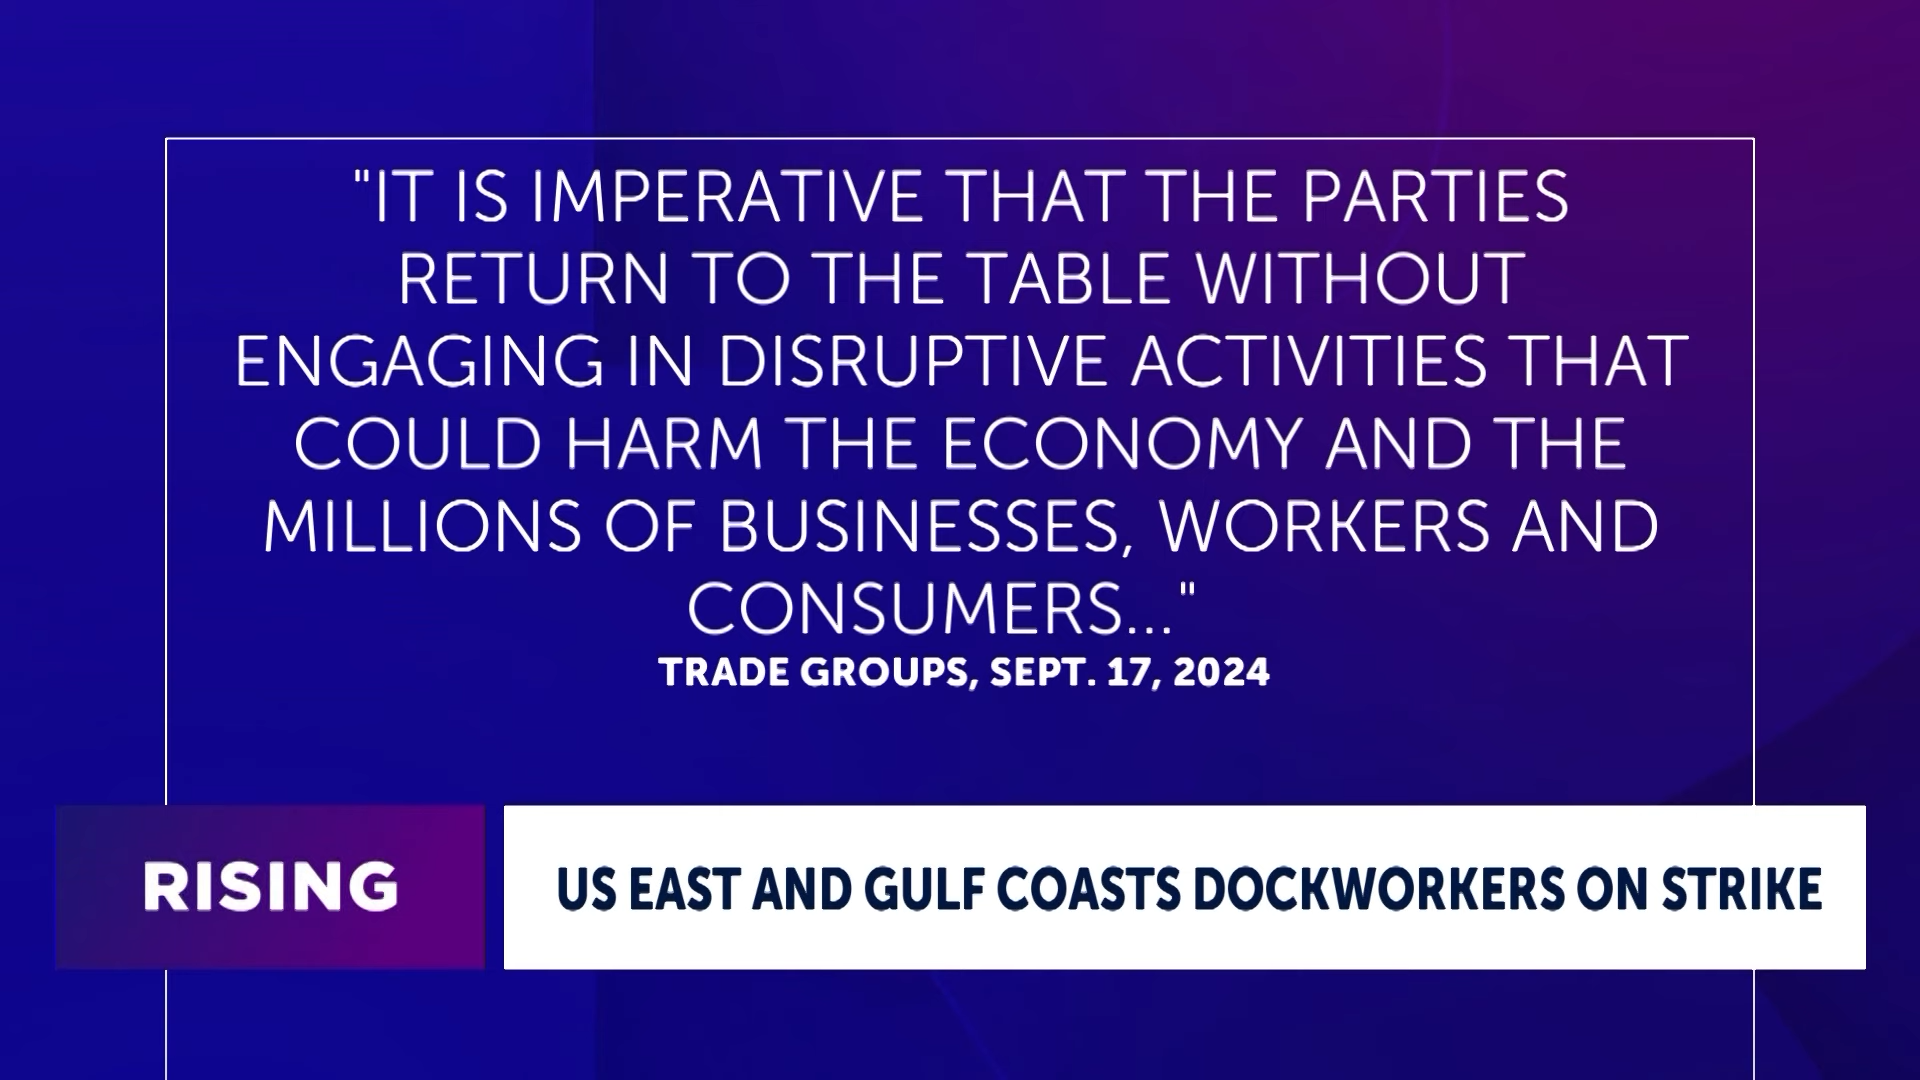 "IT IS IMPERATIVE THAT THE PARTIES
RETURN TO THE TABLE WITHOUT
ENGAGING IN DISRUPTIVE ACTIVITIES THAT
COULD HARM THE ECONOMY AND THE
MILLIONS OF BUSINESSES, WORKERS AND
CONSUMERS..."
TRADE GROUPS, SEPT. 17, 2024
RISING
US EAST AND GULF COASTS DOCKWORKERS ON STRIKE